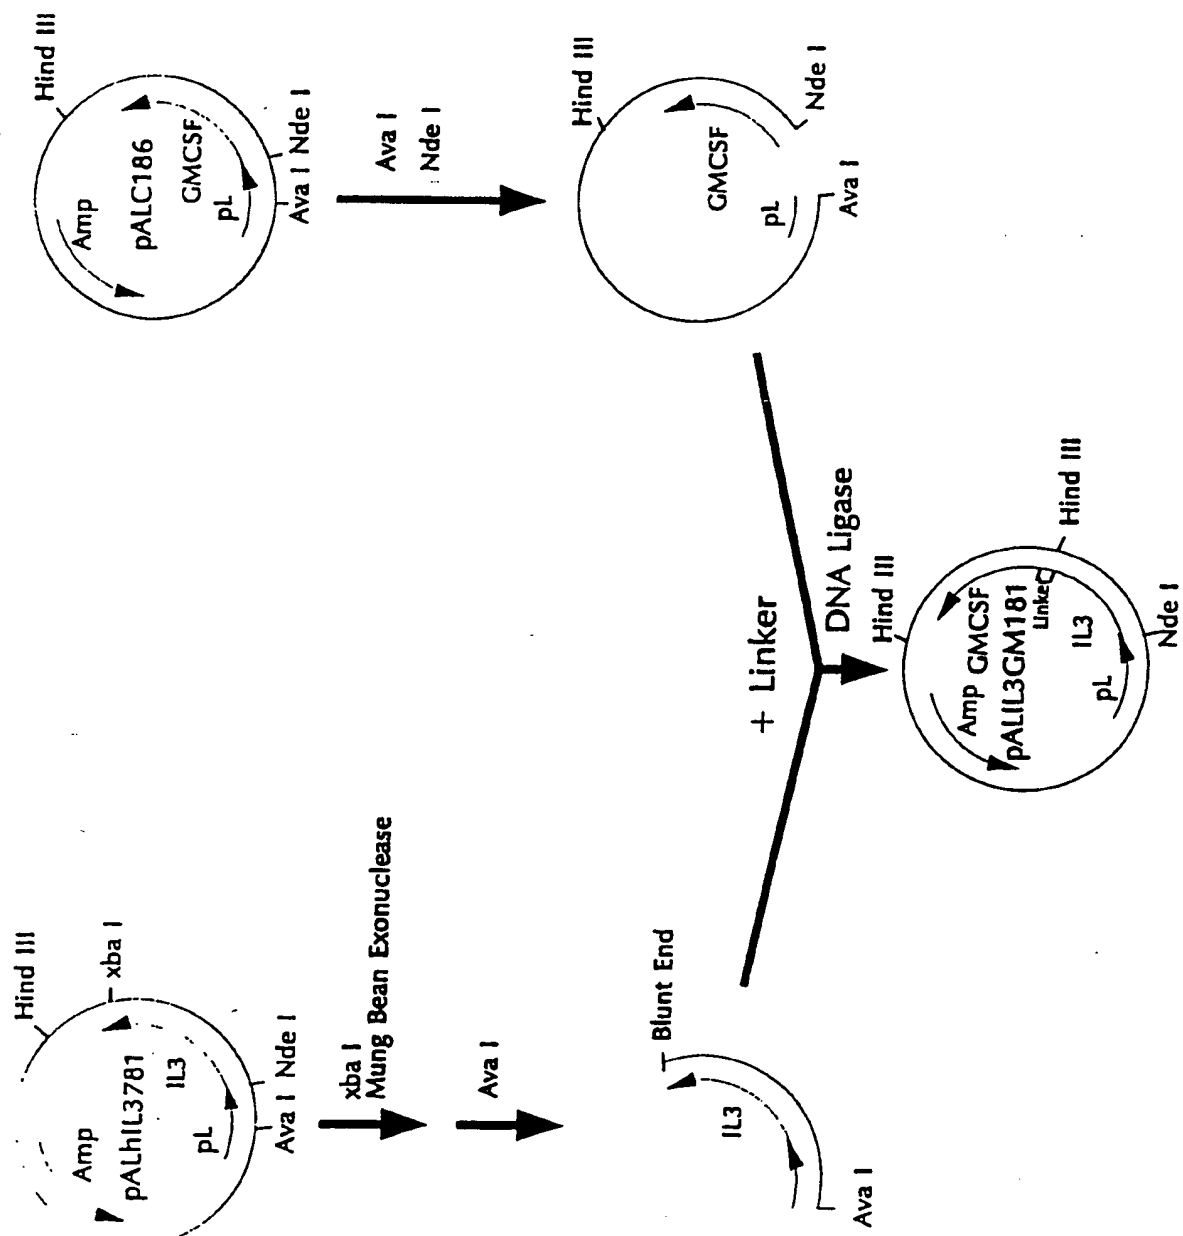 Hind III
xba I
Amp
pALhIL3781
IL3
pL
Ava I
Nde I
xba I
Mung Bean Exonuclease
Ava I
Blunt End
IL3
Ava I
Hind III
Amp
pALC186
GMCSF
pL
Ava I
Nde I
Ava I
Nde I
Hind III
GMCSF
pL
Nde I
Ava I
+ Linker
DNA Ligase
Hind III
Amp GMCSF
pALIL3GM181
Linker
Hind III
IL3
pL
Nde I